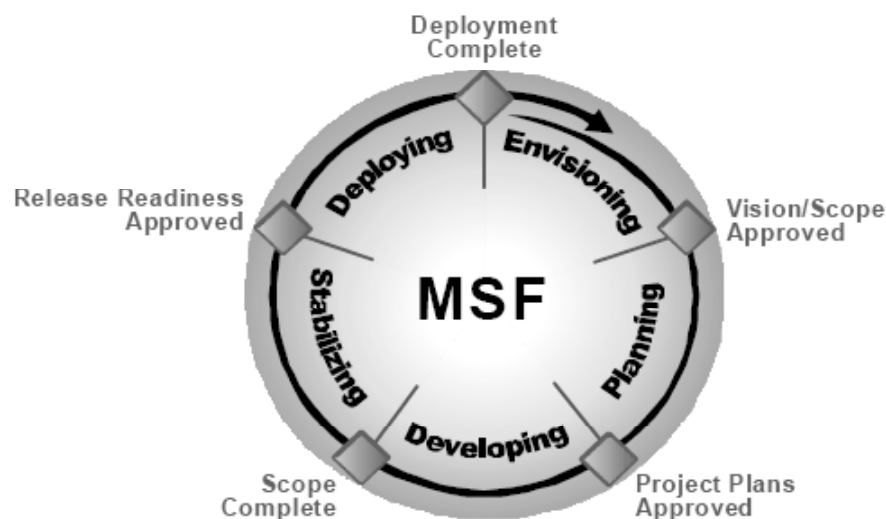 Deployment
Complete
Deploying
Envisioning
Release Readiness
Approved
Vision/Scope
Approved
MSF
Stabilizing
Planning
Developing
Scope
Complete
Project Plans
Approved